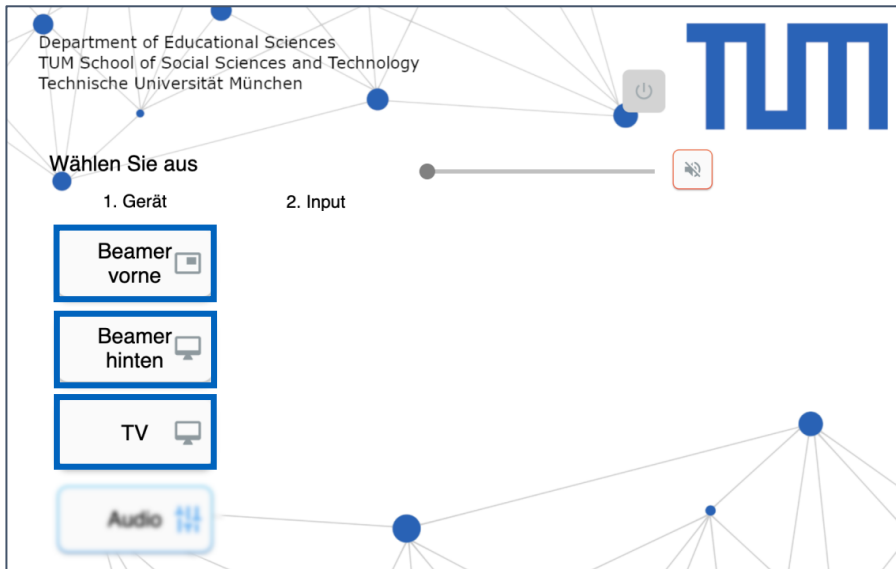 Department of Educational Sciences
TUM School of Social Sciences and Technology
Technische Universität München
TUM
Wählen Sie aus
1. Gerät
2. Input
Beamer
vorne
Beamer
hinten
TV
Audio